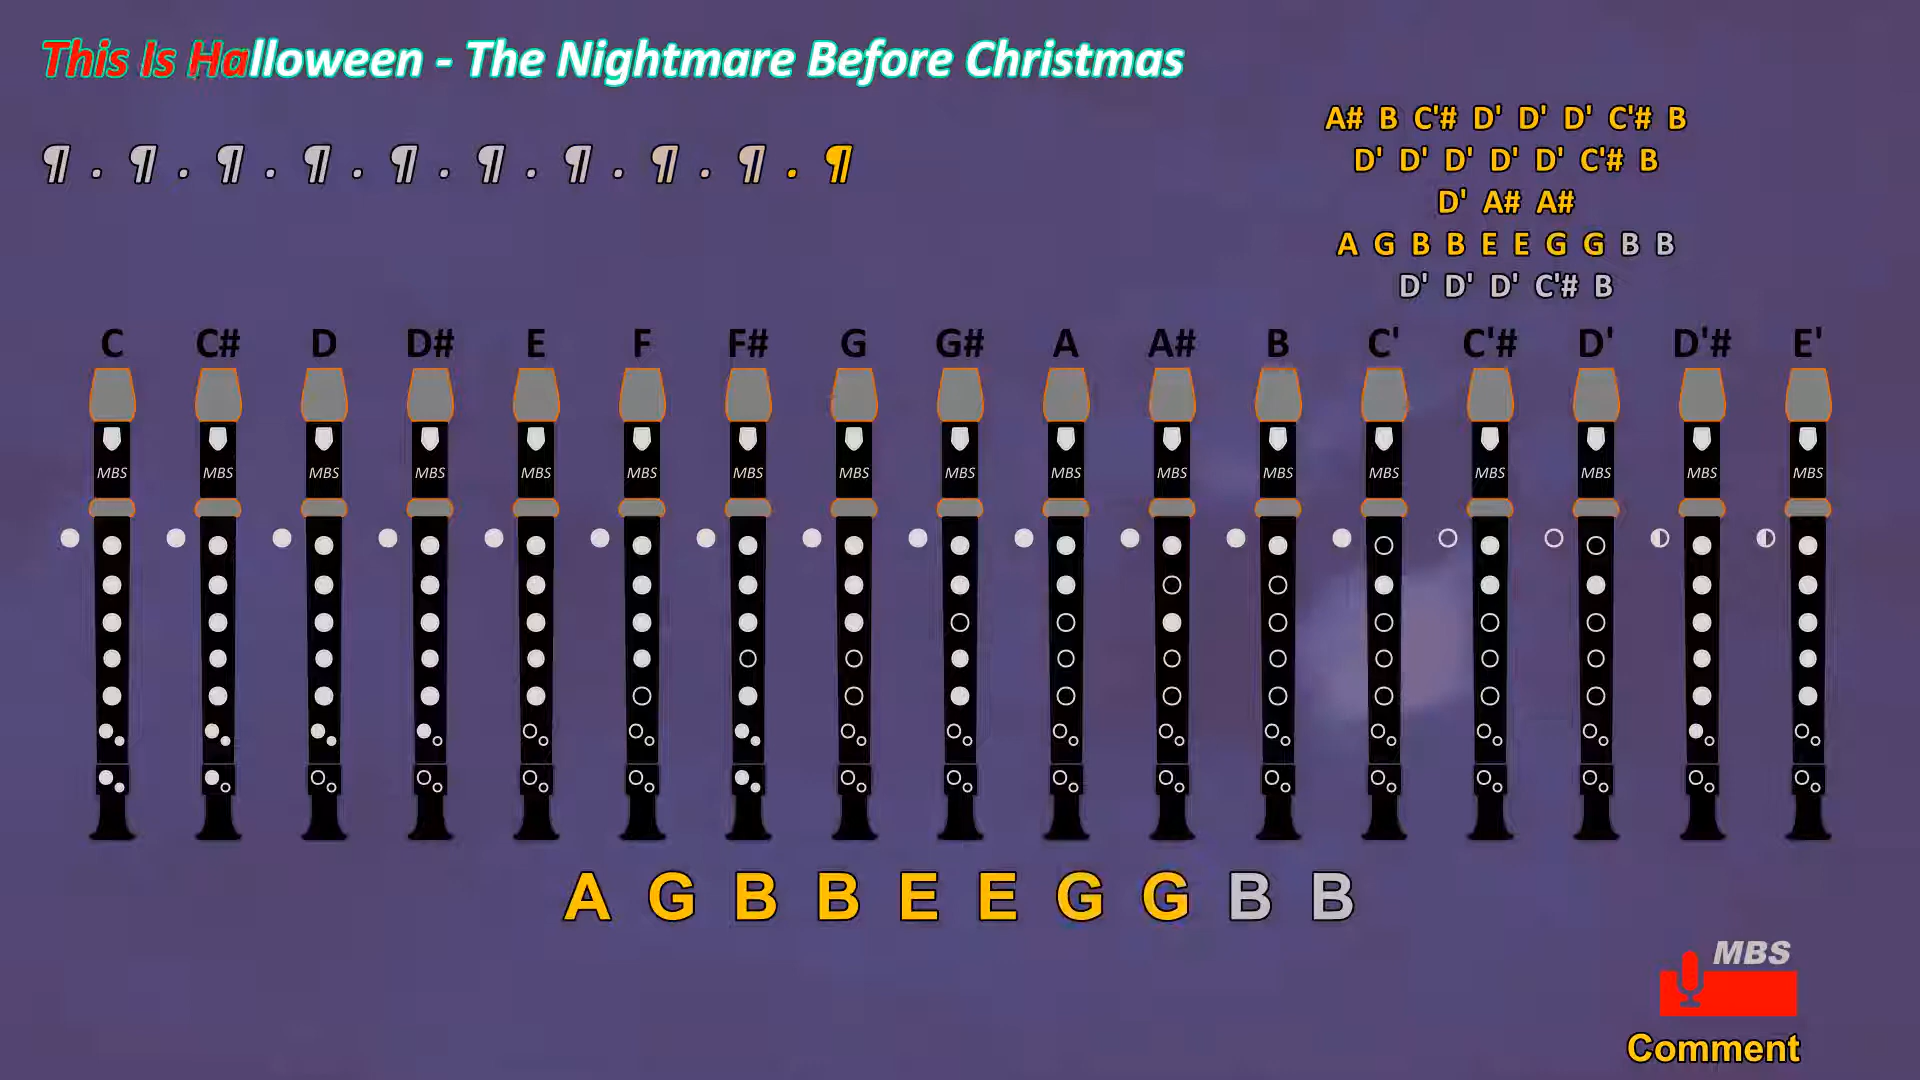 This Is Halloween - The Nightmare Before Christmas
¶ . ¶ . ¶ . ¶ . ¶ . ¶ . ¶ . ¶ . ¶ . ¶
A# B C'# D' D' D' C'# B
D' D' D' D' D' C'# B
D' A# A#
A G B B E E G G B B
D' D' D' C'# B
C C# D D# E F F# G G# A A# B C' C'# D' D'# E'
MBS MBS MBS MBS MBS MBS MBS MBS MBS MBS MBS MBS MBS MBS MBS MBS MBS
A G B B E E G G B B
MBS
Comment